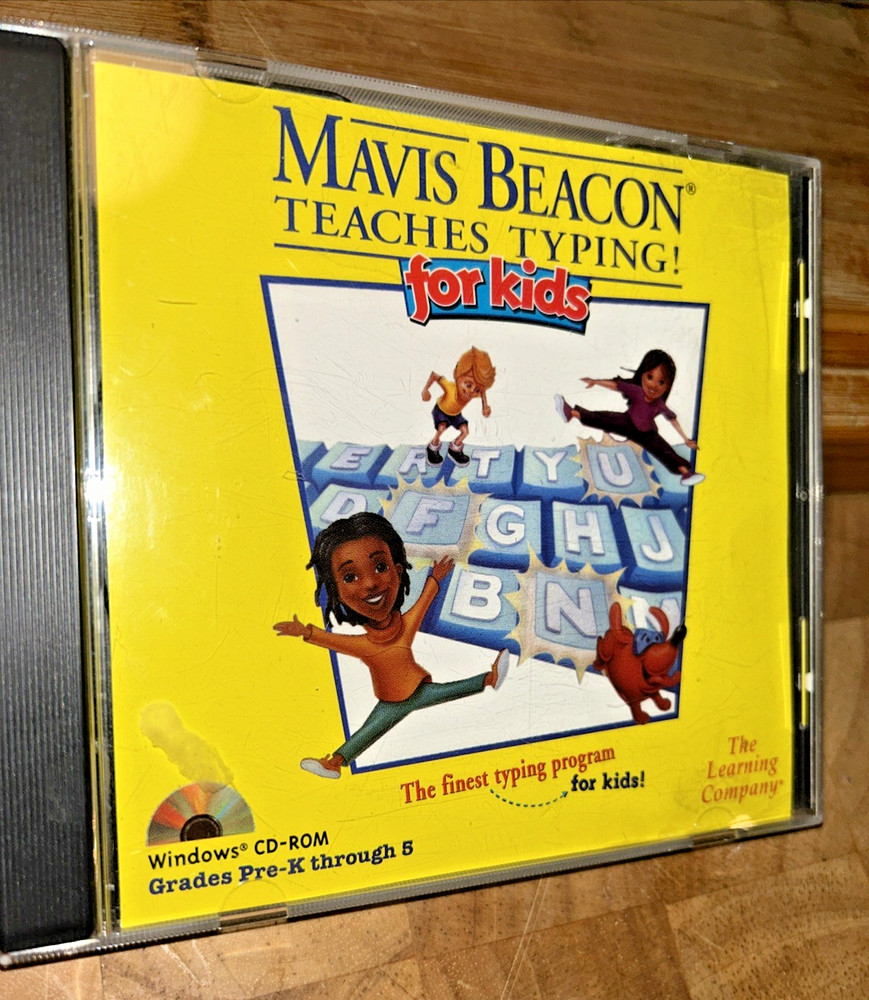 MAVIS BEACON®
TEACHES TYPING!
for kids
E R T Y U
D F G H J
B N M
The finest typing program
for kids!
The
Learning
Company®
Windows® CD-ROM
Grades Pre-K through 5